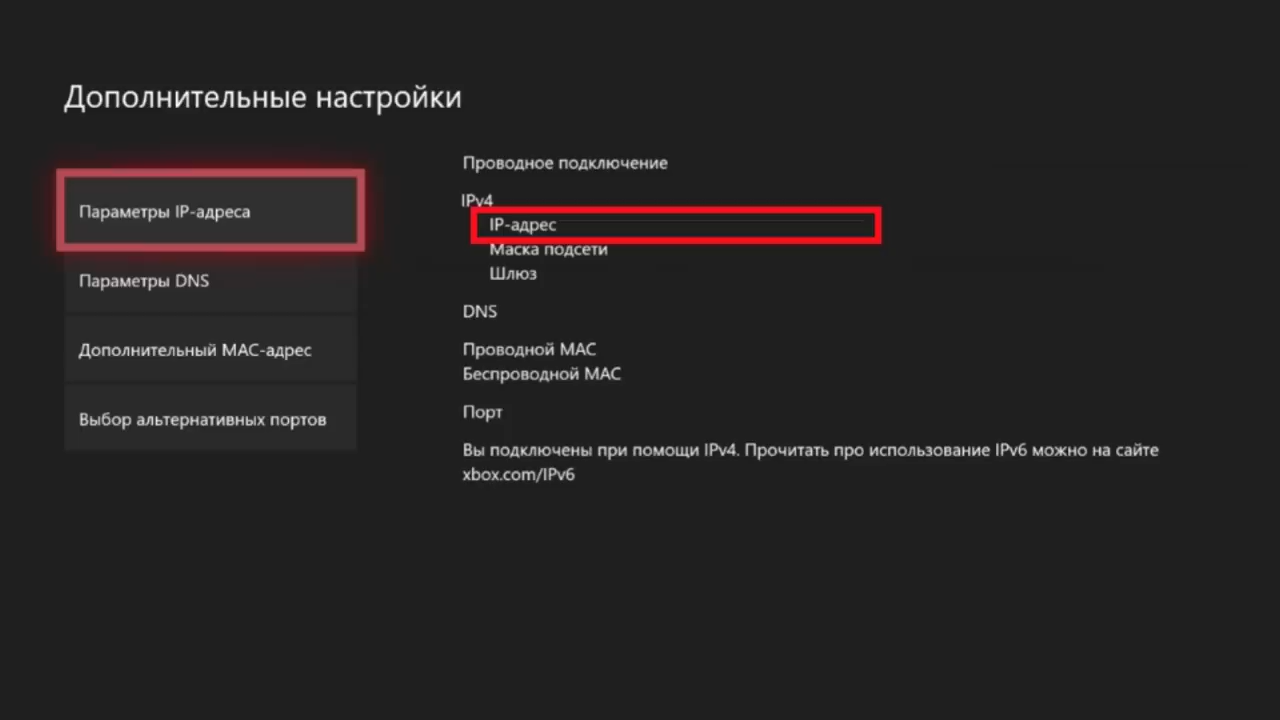 Дополнительные настройки
Параметры IP-адреса
Параметры DNS
Дополнительный MAC-адрес
Выбор альтернативных портов
Проводное подключение
IPv4
IP-адрес
Маска подсети
Шлюз
DNS
Проводной MAC
Беспроводной MAC
Порт
Вы подключены при помощи IPv4. Прочитать про использование IPv6 можно на сайте
xbox.com/IPv6